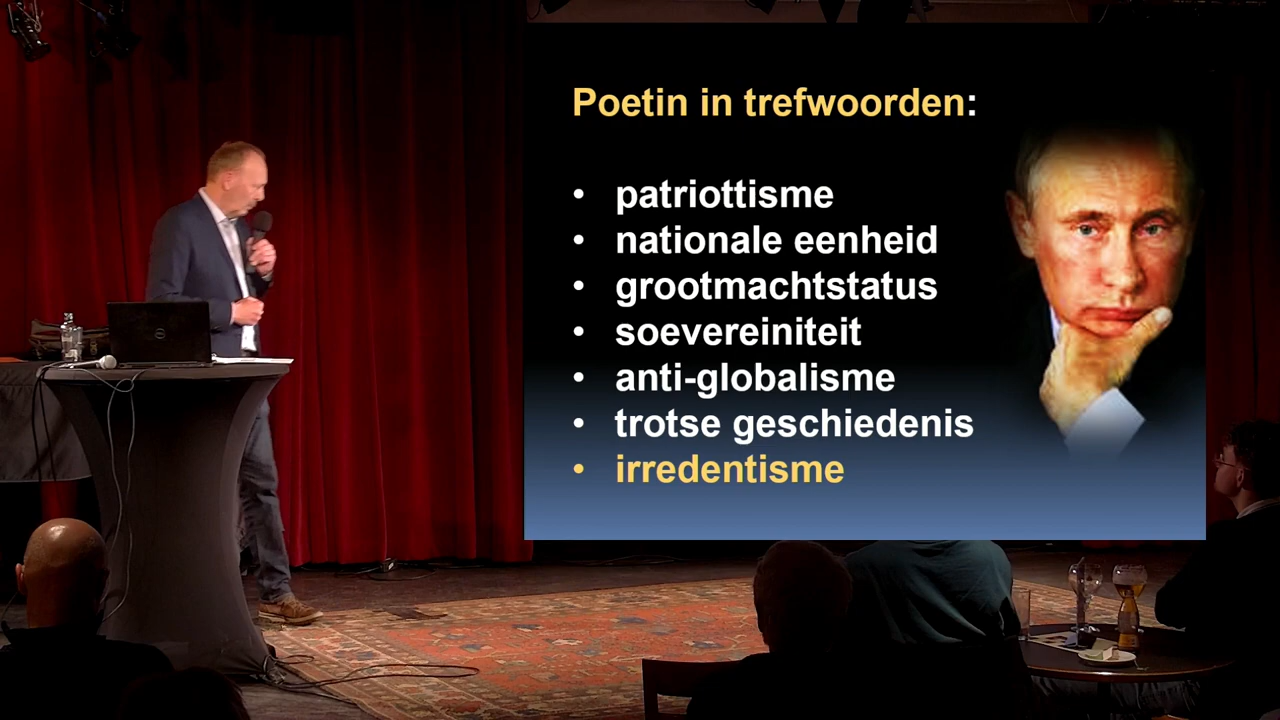 Poetin in trefwoorden:
• patriottisme
• nationale eenheid
• grootmachtstatus
• soevereiniteit
• anti-globalisme
• trotse geschiedenis
• irredentisme